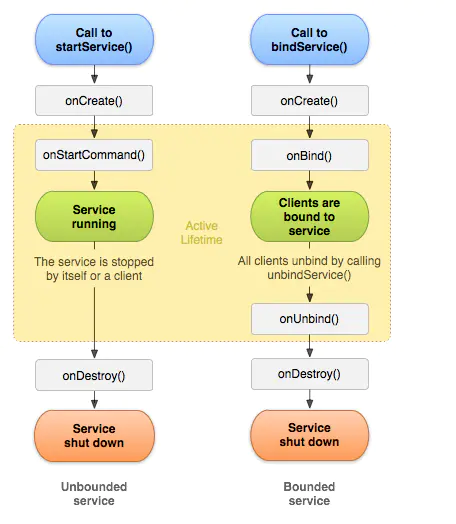 Call to
startService()
onCreate()
onStartCommand()
Service
running
The service is stopped
by itself or a client
onDestroy()
Service
shut down
Unbounded
service
Active
Lifetime
Call to
bindService()
onCreate()
onBind()
Clients are
bound to
service
All clients unbind by calling
unbindService()
onUnbind()
onDestroy()
Service
shut down
Bounded
service